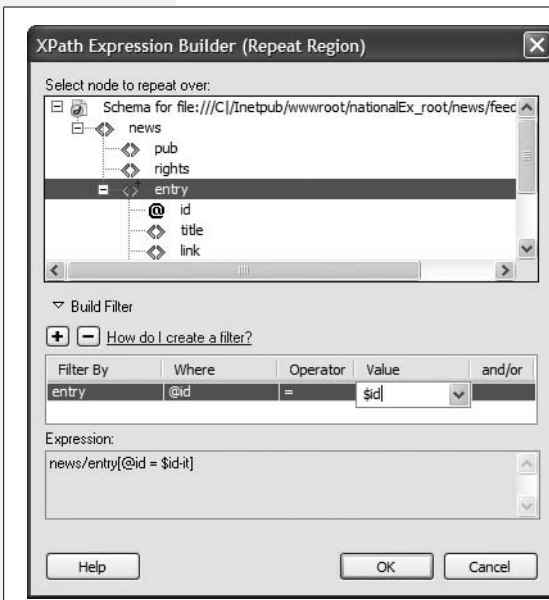 XPath Expression Builder (Repeat Region)
Select node to repeat over:
Schema for file:///C|/Inetpub/wwwroot/nationalEx_root/news/feed
news
pub
rights
entry
@ id
title
link
Build Filter
How do I create a filter?
Filter By Where Operator Value and/or
entry @id = $id
Expression:
news/entry[@id = $id-it]
Help OK Cancel